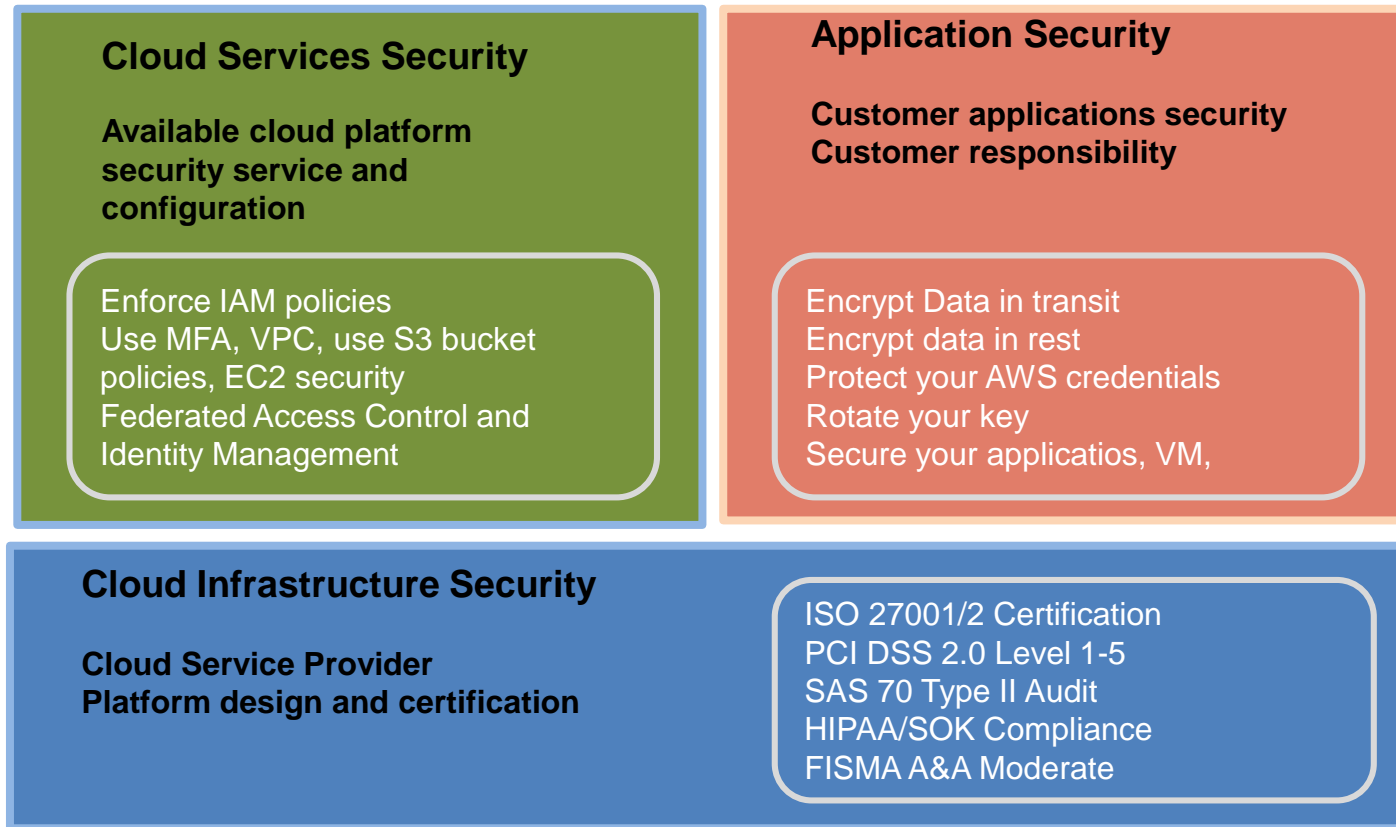 Cloud Services Security
Available cloud platform
security service and
configuration
Enforce IAM policies
Use MFA, VPC, use S3 bucket
policies, EC2 security
Federated Access Control and
Identity Management
Application Security
Customer applications security
Customer responsibility
Encrypt Data in transit
Encrypt data in rest
Protect your AWS credentials
Rotate your key
Secure your applicatios, VM,
Cloud Infrastructure Security
Cloud Service Provider
Platform design and certification
ISO 27001/2 Certification
PCI DSS 2.0 Level 1-5
SAS 70 Type II Audit
HIPAA/SOK Compliance
FISMA A&A Moderate